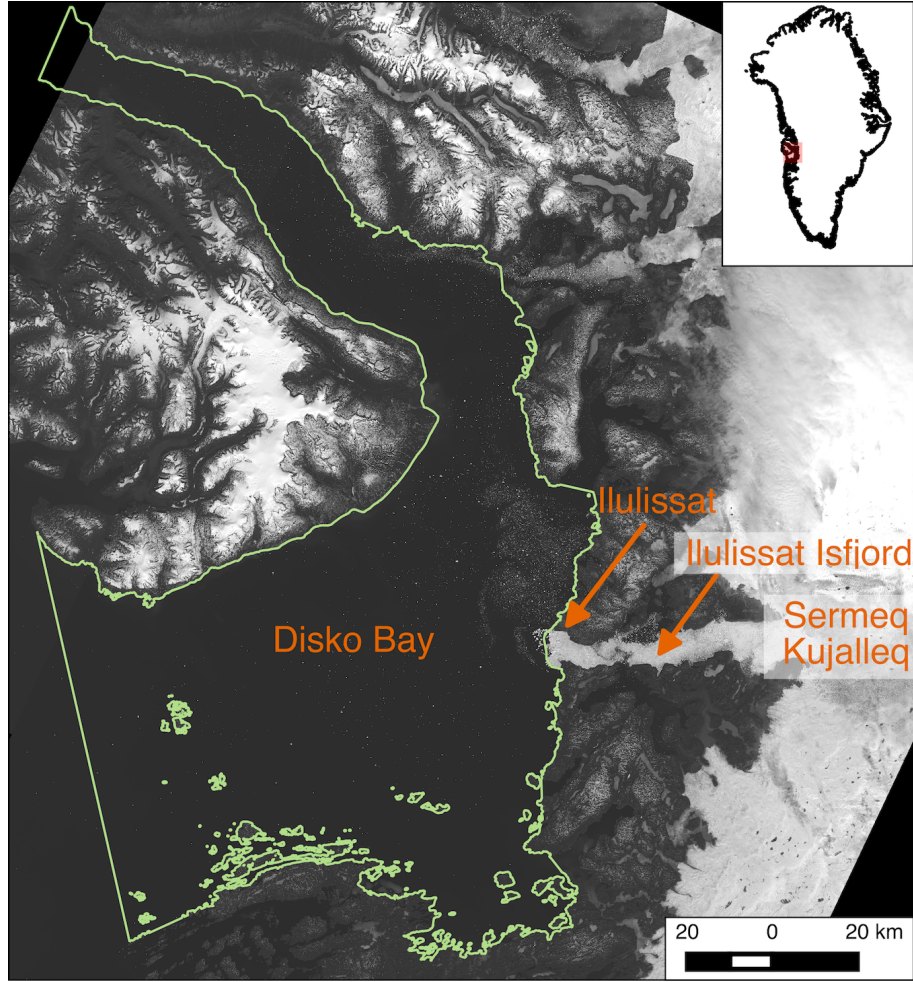 Ilulissat
Ilulissat Isfjord
Sermeq
Kujalleq
Disko Bay
20 0 20 km